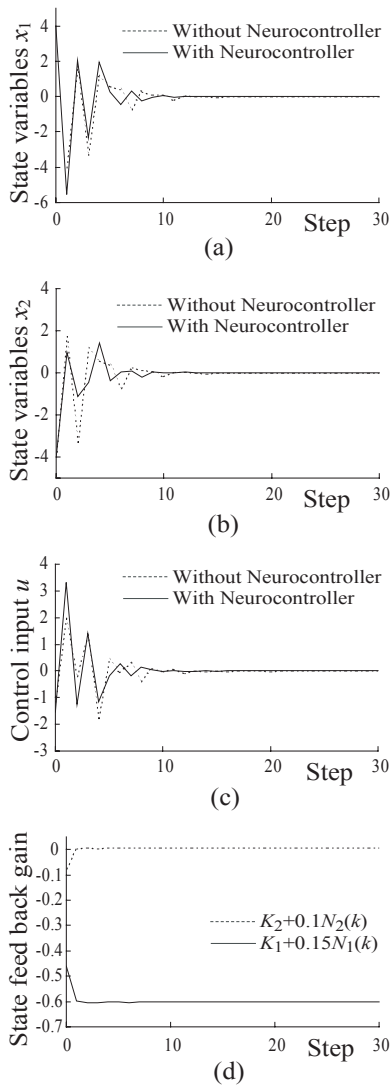 State variables x1
4
2
0
-2
-4
-6
Without Neurocontroller
With Neurocontroller
0
10
20
30
Step
(a)
State variables x2
4
2
0
-2
-4
Without Neurocontroller
With Neurocontroller
0
10
20
30
Step
(b)
Control input u
4
3
2
1
0
-1
-2
-3
Without Neurocontroller
With Neurocontroller
0
10
20
30
Step
(c)
State feed back gain
0
-0.1
-0.2
-0.3
-0.4
-0.5
-0.6
-0.7
K2+0.1N2(k)
K1+0.15N1(k)
0
10
20
30
Step
(d)